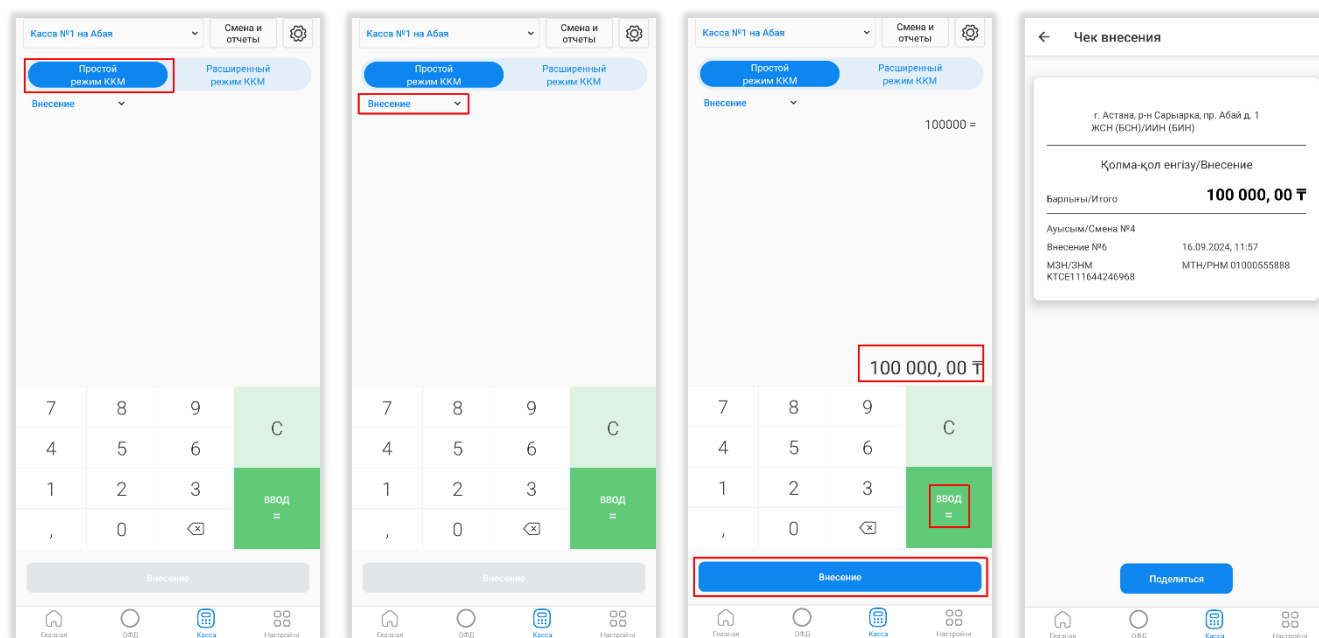 Касса №1 на Абая
Смена и
отчеты
Простой
режим ККМ
Расширенный
режим ККМ
Внесение
7 8 9 C
4 5 6
1 2 3 ввод
=
, 0
Внесение
Главная ОФД Касса Настройки
Касса №1 на Абая
Смена и
отчеты
Простой
режим ККМ
Расширенный
режим ККМ
Внесение
7 8 9 C
4 5 6
1 2 3 ввод
=
, 0
Внесение
Главная ОФД Касса Настройки
Касса №1 на Абая
Смена и
отчеты
Простой
режим ККМ
Расширенный
режим ККМ
Внесение
100000 =
100 000, 00 ₸
7 8 9 C
4 5 6
1 2 3 ввод
=
, 0
Внесение
Главная ОФД Касса Настройки
Чек внесения
г. Астана, р-н Сарыарка, пр. Абай д. 1
ЖСН (БСН)/ИИН (БИН)
Қолма-қол енгізу/Внесение
Барлығы/Итого 100 000, 00 ₸
Ауысым/Смена №4
Внесение №6 16.09.2024, 11:57
МЗН/ЗНМ МТН/РНМ 01000555888
KTCE111644246968
Поделиться
Главная ОФД Касса Настройки